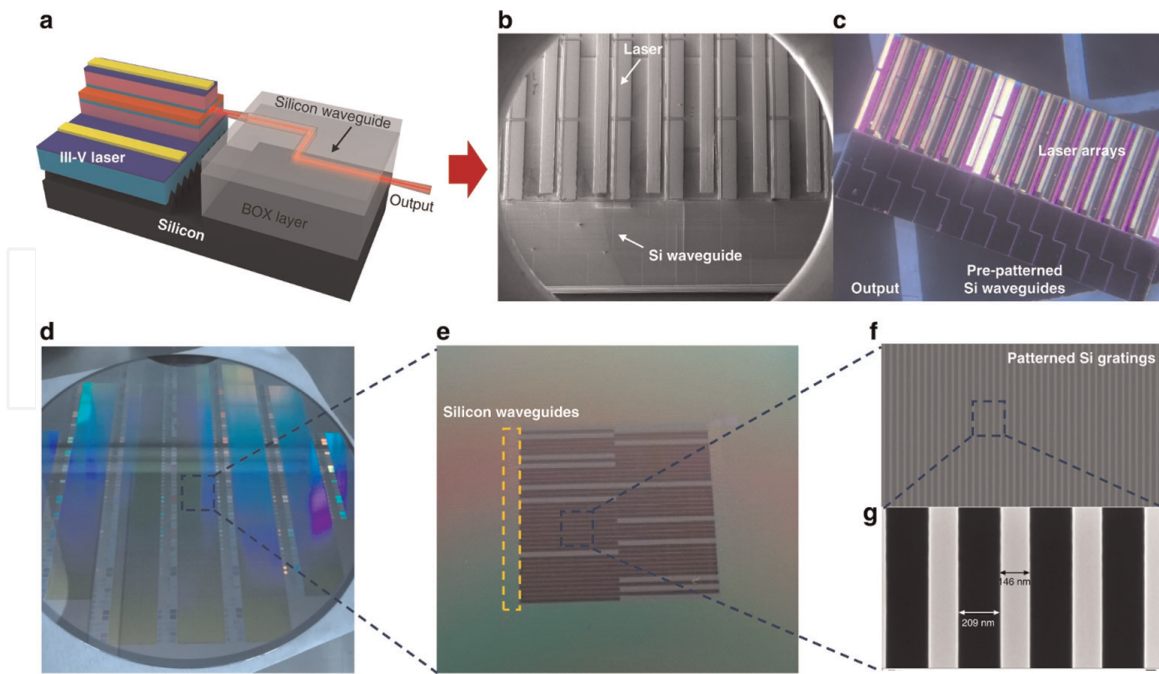 a
Silicon waveguide
III-V laser
BOX layer
Output
Silicon
b
Laser
Si waveguide
c
Laser arrays
Pre-patterned
Si waveguides
Output
d
e
Silicon waveguides
f
Patterned Si gratings
g
146 nm
209 nm